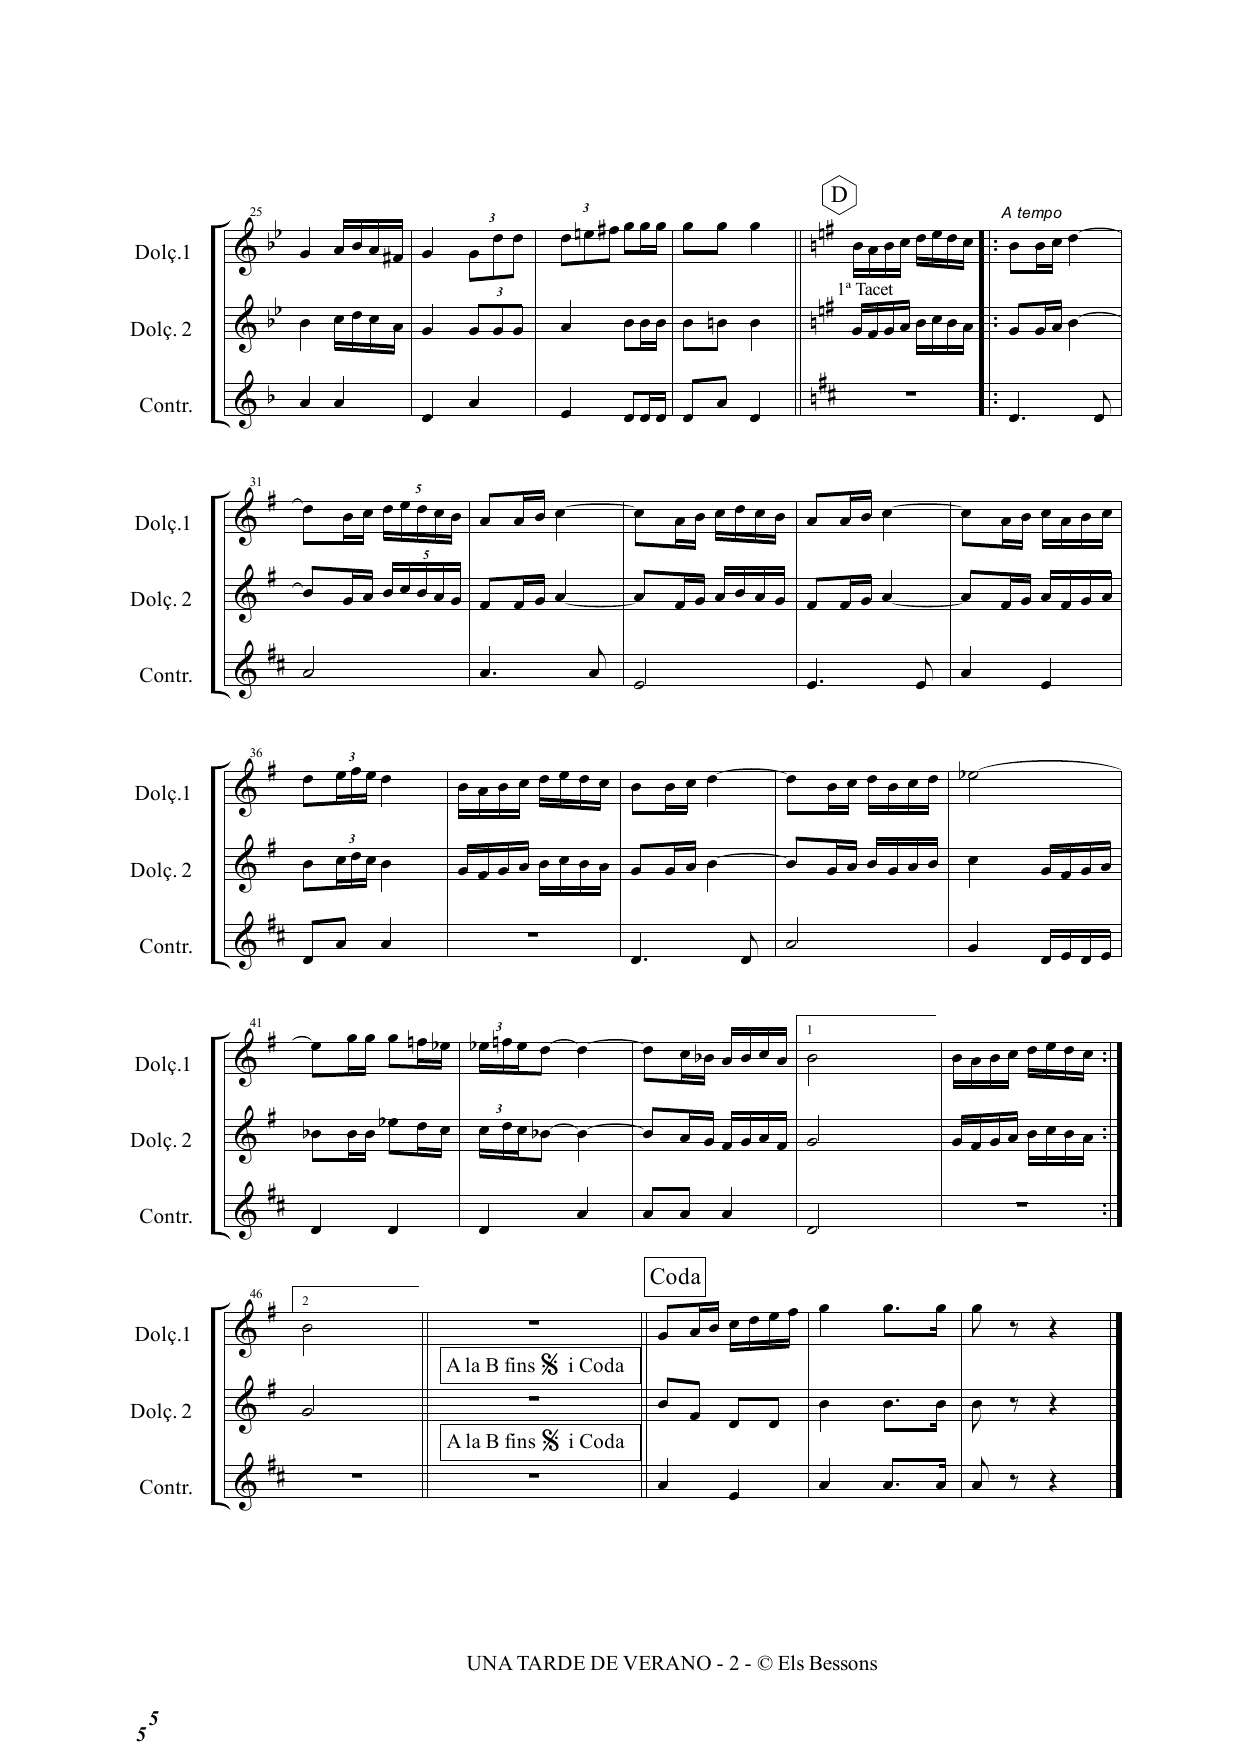 D
25
3
3
A tempo
Dolç.1
3
1ª Tacet
Dolç. 2
Contr.
31
5
Dolç.1
5
Dolç. 2
Contr.
36
3
Dolç.1
3
Dolç. 2
Contr.
41
3
1
Dolç.1
3
Dolç. 2
Contr.
Coda
46
2
Dolç.1
A la B fins i Coda
Dolç. 2
A la B fins i Coda
Contr.
UNA TARDE DE VERANO - 2 - © Els Bessons
5
5